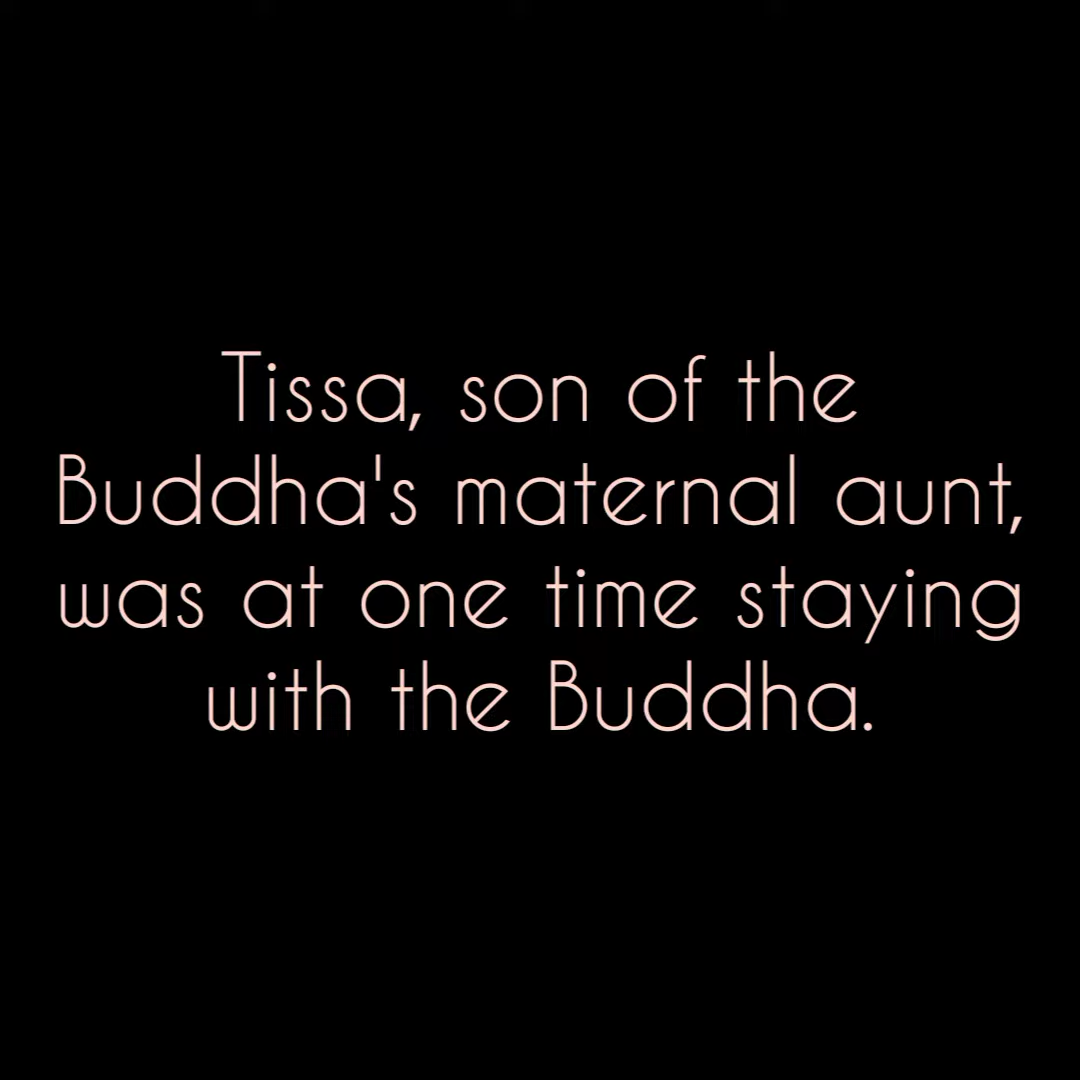 Tissa, son of the
Buddha's maternal aunt,
was at one time staying
with the Buddha.